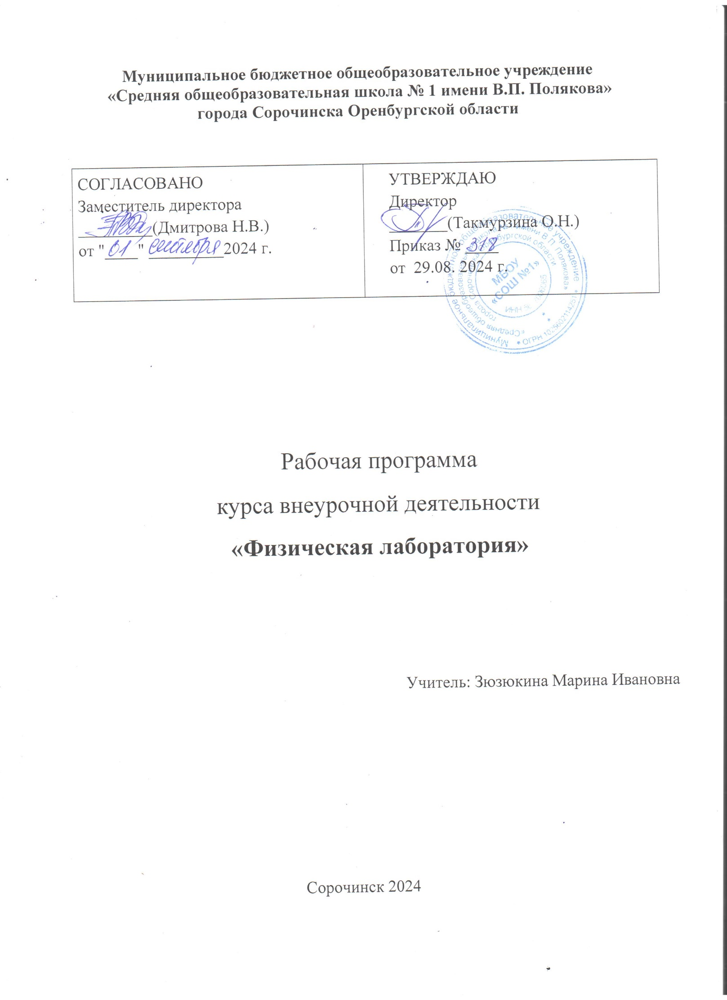 Муниципальное бюджетное общеобразовательное учреждение
«Средняя общеобразовательная школа № 1 имени В.П. Полякова»
города Сорочинска Оренбургской области
СОГЛАСОВАНО
Заместитель директора
__________(Дмитрова Н.В.)
от "01" сентября 2024 г.
УТВЕРЖДАЮ
Директор
________(Такмурзина О.Н.)
Приказ № 318
от 29.08. 2024 г.
Муниципальное бюджетное общеобразовательное учреждение
* ОГРН 1025602114251 *
«Средняя общеобразовательная школа №1 имени В.П. Полякова»
города Сорочинска Оренбургской области
МБОУ
«СОШ №1»
ИНН
Рабочая программа
курса внеурочной деятельности
«Физическая лаборатория»
Учитель: Зюзюкина Марина Ивановна
Сорочинск 2024